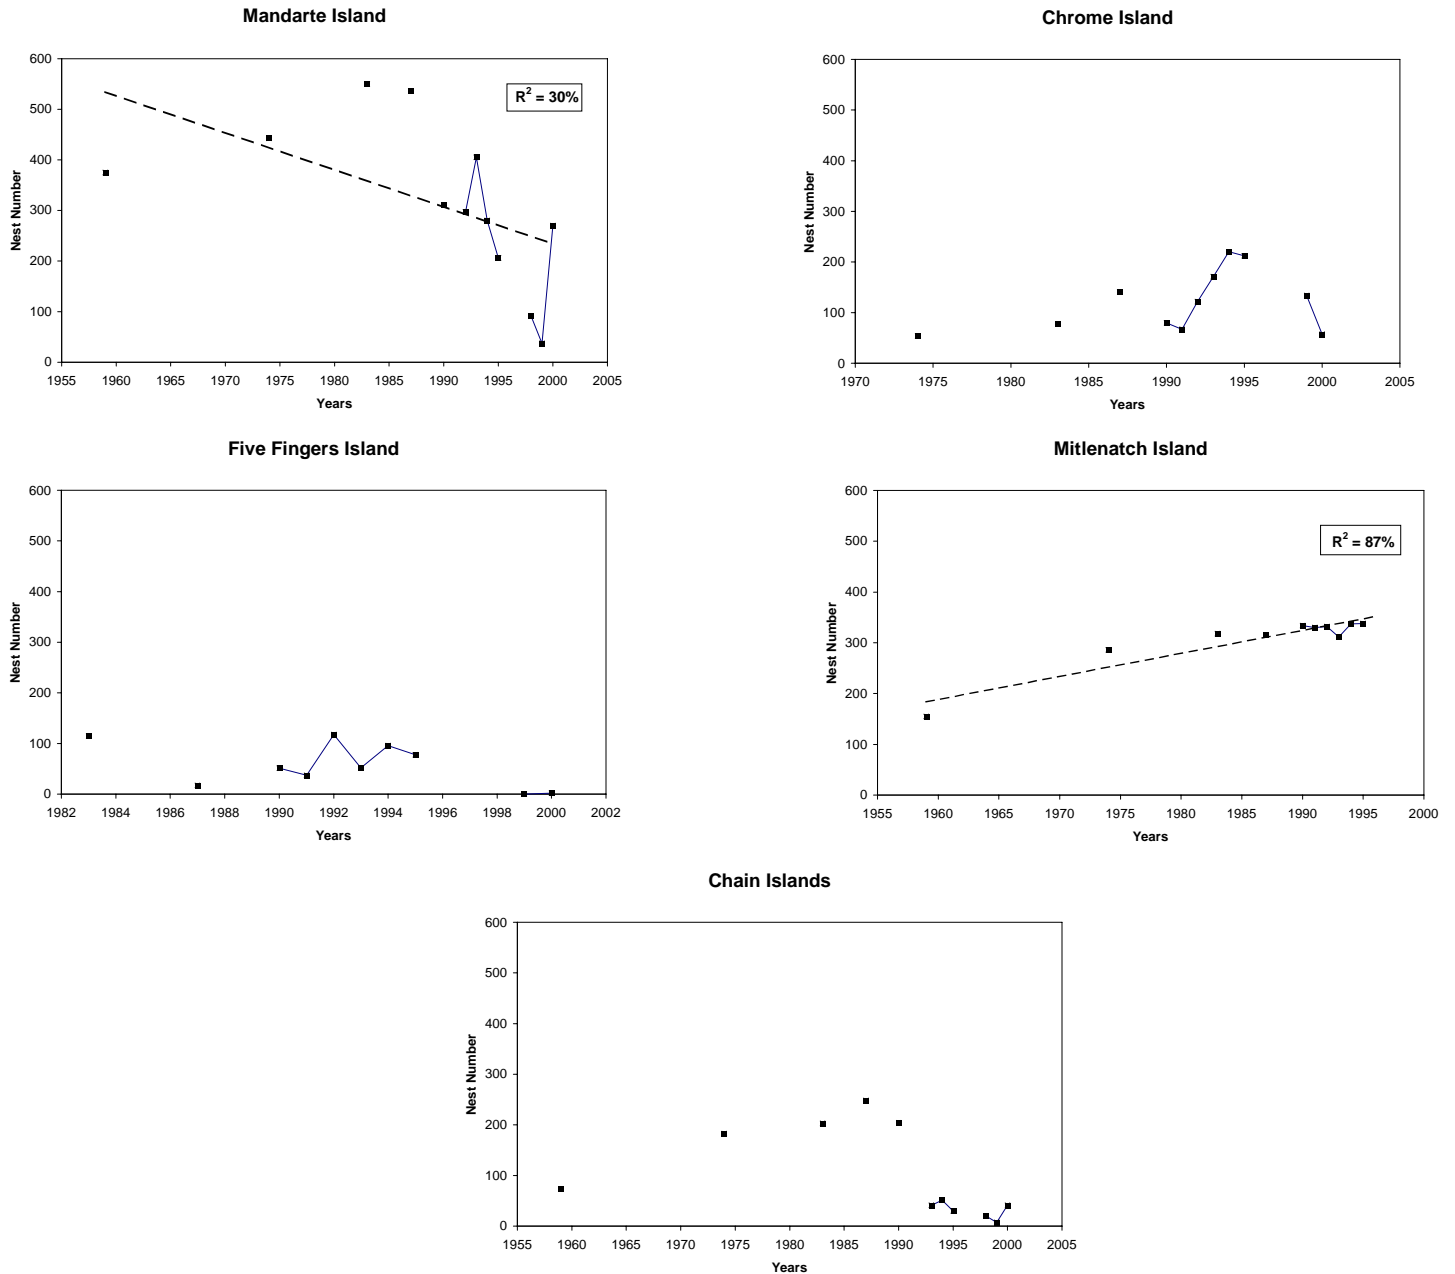 Mandarte Island
600
500
400
300
200
100
0
Nest Number
R2 = 30%
1955 1960 1965 1970 1975 1980 1985 1990 1995 2000 2005
Years
Chrome Island
600
500
400
300
200
100
0
Nest Number
1970 1975 1980 1985 1990 1995 2000 2005
Years
Five Fingers Island
600
500
400
300
200
100
0
Nest Number
1982 1984 1986 1988 1990 1992 1994 1996 1998 2000 2002
Years
Mitlenatch Island
600
500
400
300
200
100
0
Nest Number
R2 = 87%
1955 1960 1965 1970 1975 1980 1985 1990 1995 2000
Years
Chain Islands
600
500
400
300
200
100
0
Nest Number
1955 1960 1965 1970 1975 1980 1985 1990 1995 2000 2005
Years